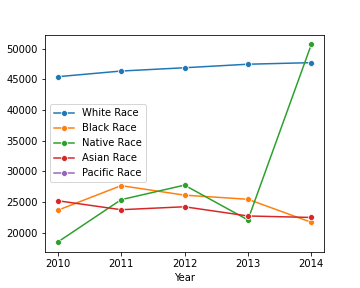 50000
45000
40000
35000
30000
25000
20000
White Race
Black Race
Native Race
Asian Race
Pacific Race
2010 2011 2012 2013 2014
Year